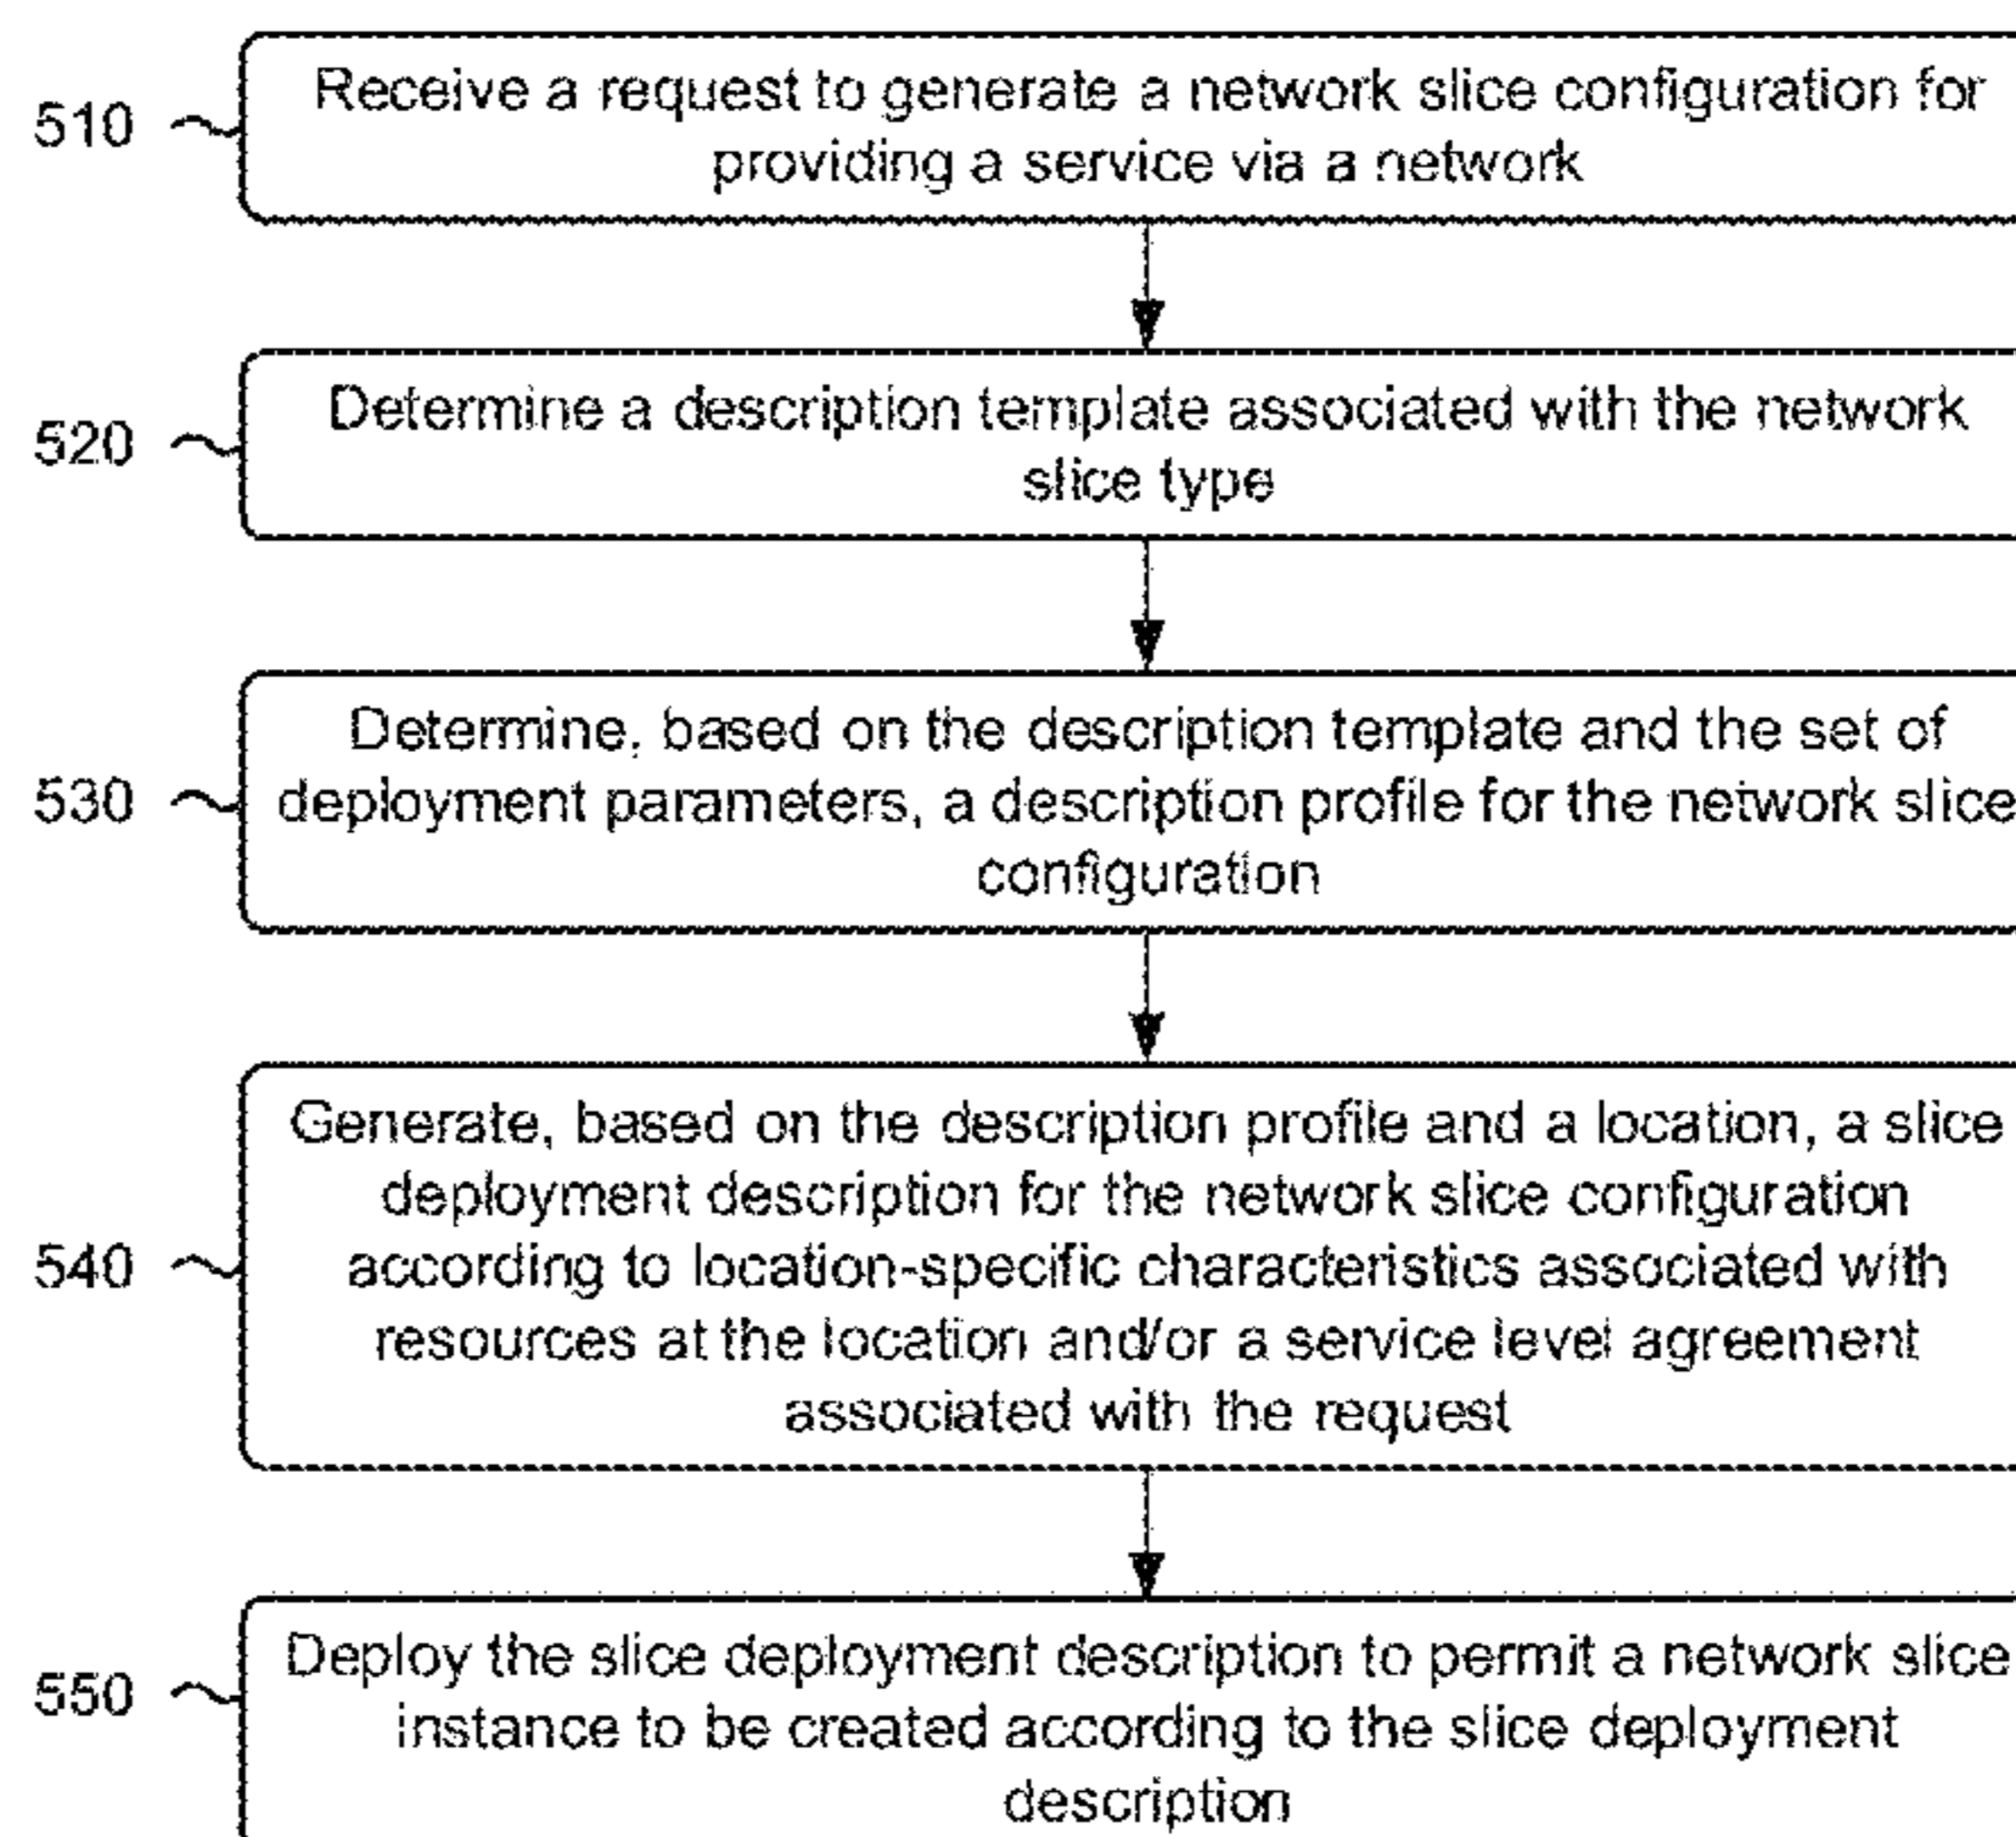 Receive a request to generate a network slice configuration for
510
providing a service via a network
Determine a description template associated with the network
520
slice type
Determine, based on the description template and the set of
530
deployment parameters, a description profile for the network slice
configuration
Generate, based on the description profile and a location, a slice
deployment description for the network slice configuration
540
according to location-specific characteristics associated with
resources at the location and/or a service level agreement
associated with the request
Deploy the slice deployment description to permit a network slice
550
instance to be created according to the slice deployment
description